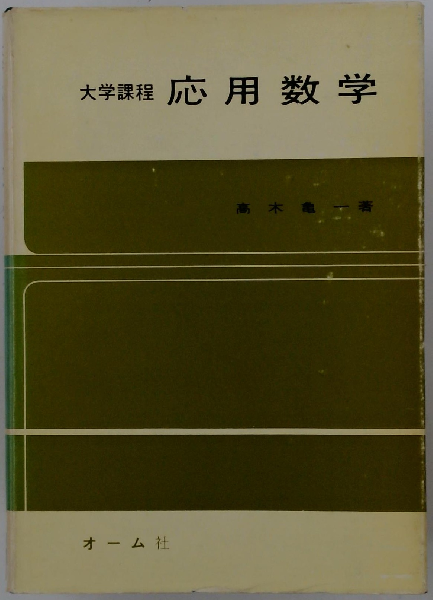 大学課程 応用数学
高木亀一著
オーム社